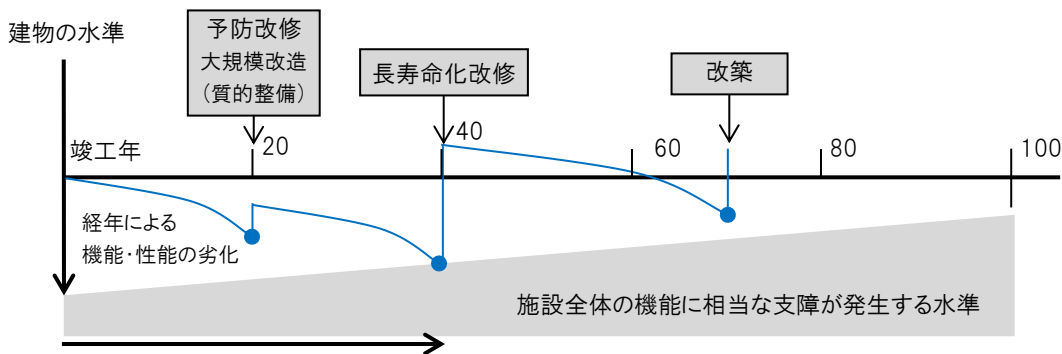 建物の水準
予防改修
大規模改造
（質的整備）
長寿命化改修
改築
竣工年
20
40
60
80
100
経年による
機能・性能の劣化
施設全体の機能に相当な支障が発生する水準